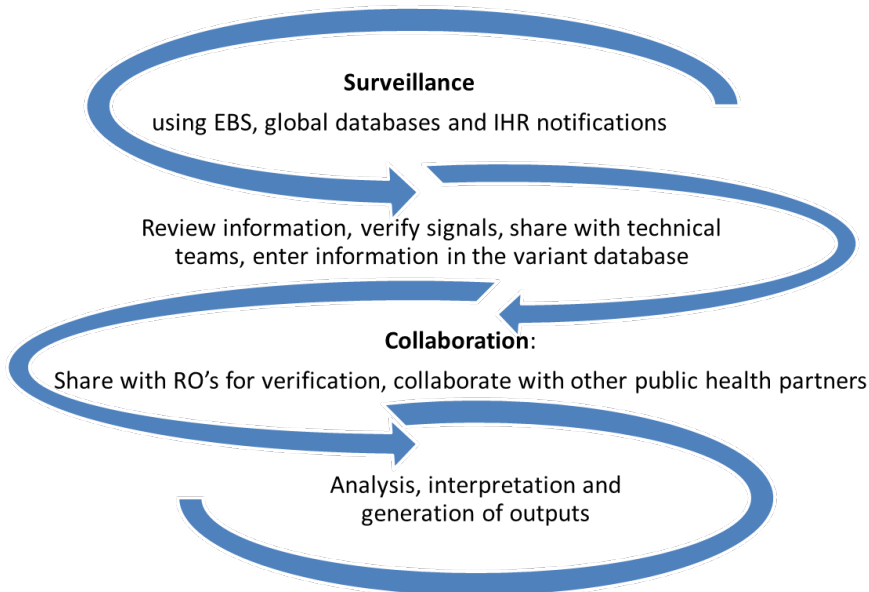 Surveillance
using EBS, global databases and IHR notifications
Review information, verify signals, share with technical
teams, enter information in the variant database
Collaboration:
Share with RO's for verification, collaborate with other public health partners
Analysis, interpretation and
generation of outputs